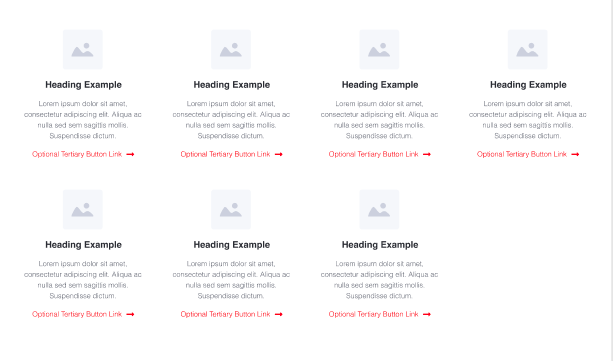 Heading Example
Lorem ipsum dolor sit amet,
consectetur adipiscing elit. Aliqua ac
nulla sed sem sagittis mollis.
Suspendisse dictum.
Optional Tertiary Button Link
Heading Example
Lorem ipsum dolor sit amet,
consectetur adipiscing elit. Aliqua ac
nulla sed sem sagittis mollis.
Suspendisse dictum.
Optional Tertiary Button Link
Heading Example
Lorem ipsum dolor sit amet,
consectetur adipiscing elit. Aliqua ac
nulla sed sem sagittis mollis.
Suspendisse dictum.
Optional Tertiary Button Link
Heading Example
Lorem ipsum dolor sit amet,
consectetur adipiscing elit. Aliqua ac
nulla sed sem sagittis mollis.
Suspendisse dictum.
Optional Tertiary Button Link
Heading Example
Lorem ipsum dolor sit amet,
consectetur adipiscing elit. Aliqua ac
nulla sed sem sagittis mollis.
Suspendisse dictum.
Optional Tertiary Button Link
Heading Example
Lorem ipsum dolor sit amet,
consectetur adipiscing elit. Aliqua ac
nulla sed sem sagittis mollis.
Suspendisse dictum.
Optional Tertiary Button Link
Heading Example
Lorem ipsum dolor sit amet,
consectetur adipiscing elit. Aliqua ac
nulla sed sem sagittis mollis.
Suspendisse dictum.
Optional Tertiary Button Link